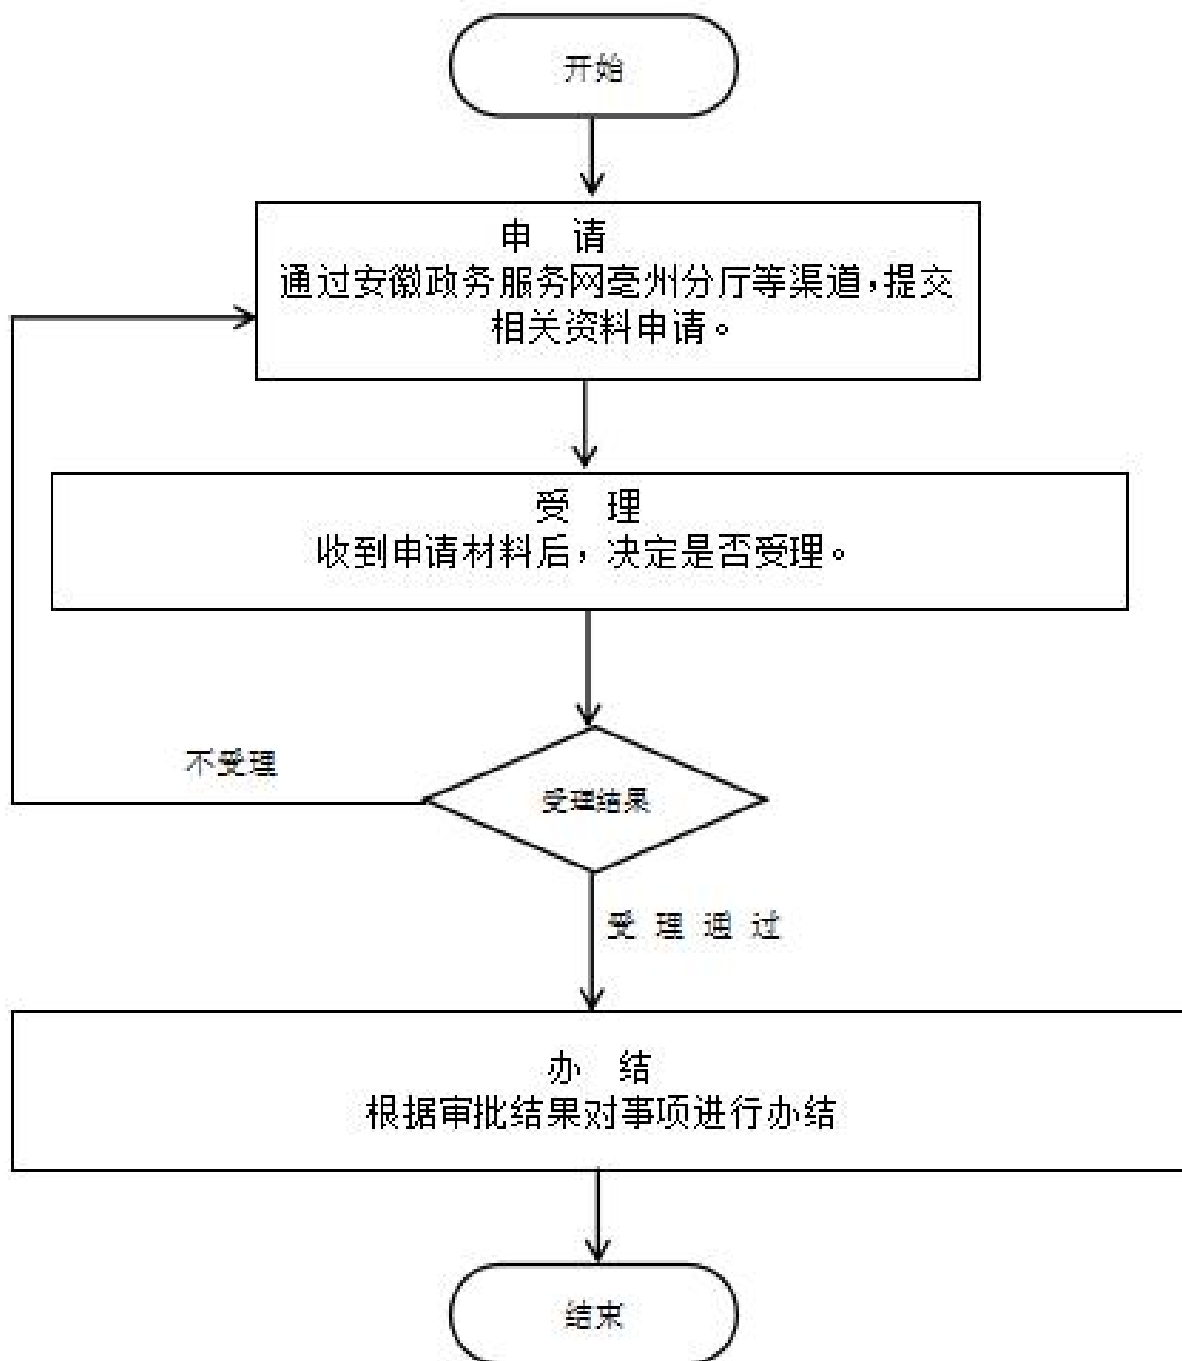 开始
申 请
通过安徽政务服务网亳州分厅等渠道，提交
相关资料申请。
受 理
收到申请材料后，决定是否受理。
不受理
受理结果
受理通过
办 结
根据审批结果对事项进行办结
结束